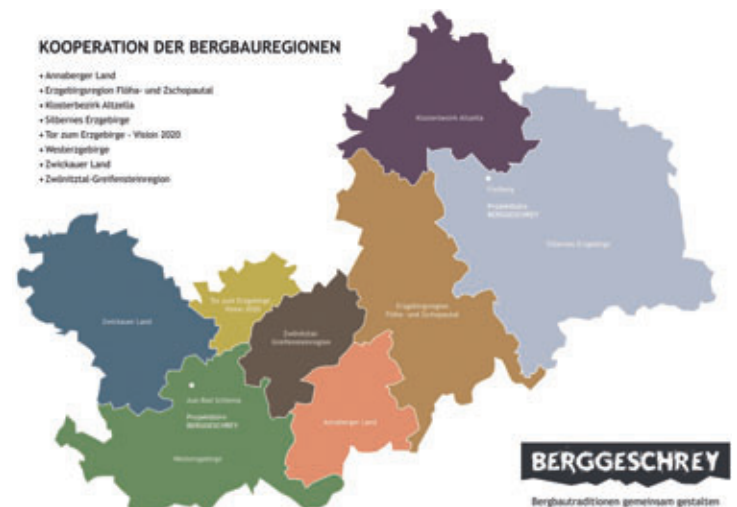 KOOPERATION DER BERGBAUREGIONEN
+ Annaberger Land
+ Erzgebirgsregion Flöha- und Zschopautal
+ Klosterbezirk Altzella
+ Silbernes Erzgebirge
+ Tor zum Erzgebirge - Vision 2020
+ Westerzgebirge
+ Zwickauer Land
+ Zwönitztal-Greifensteinregion
Klosterbezirk Altzella
Freiberg
Projektbüro
BERGGESCHREY
Silbernes Erzgebirge
Tor zum Erzgebirge
Vision 2020
Erzgebirgsregion
Flöha- und Zschopautal
Zwickauer Land
Zwönitztal
Greifensteinregion
Aue-Bad Schlema
Projektbüro
BERGGESCHREY
Annaberger Land
Westerzgebirge
BERGGESCHREY
Bergbautraditionen gemeinsam gestalten